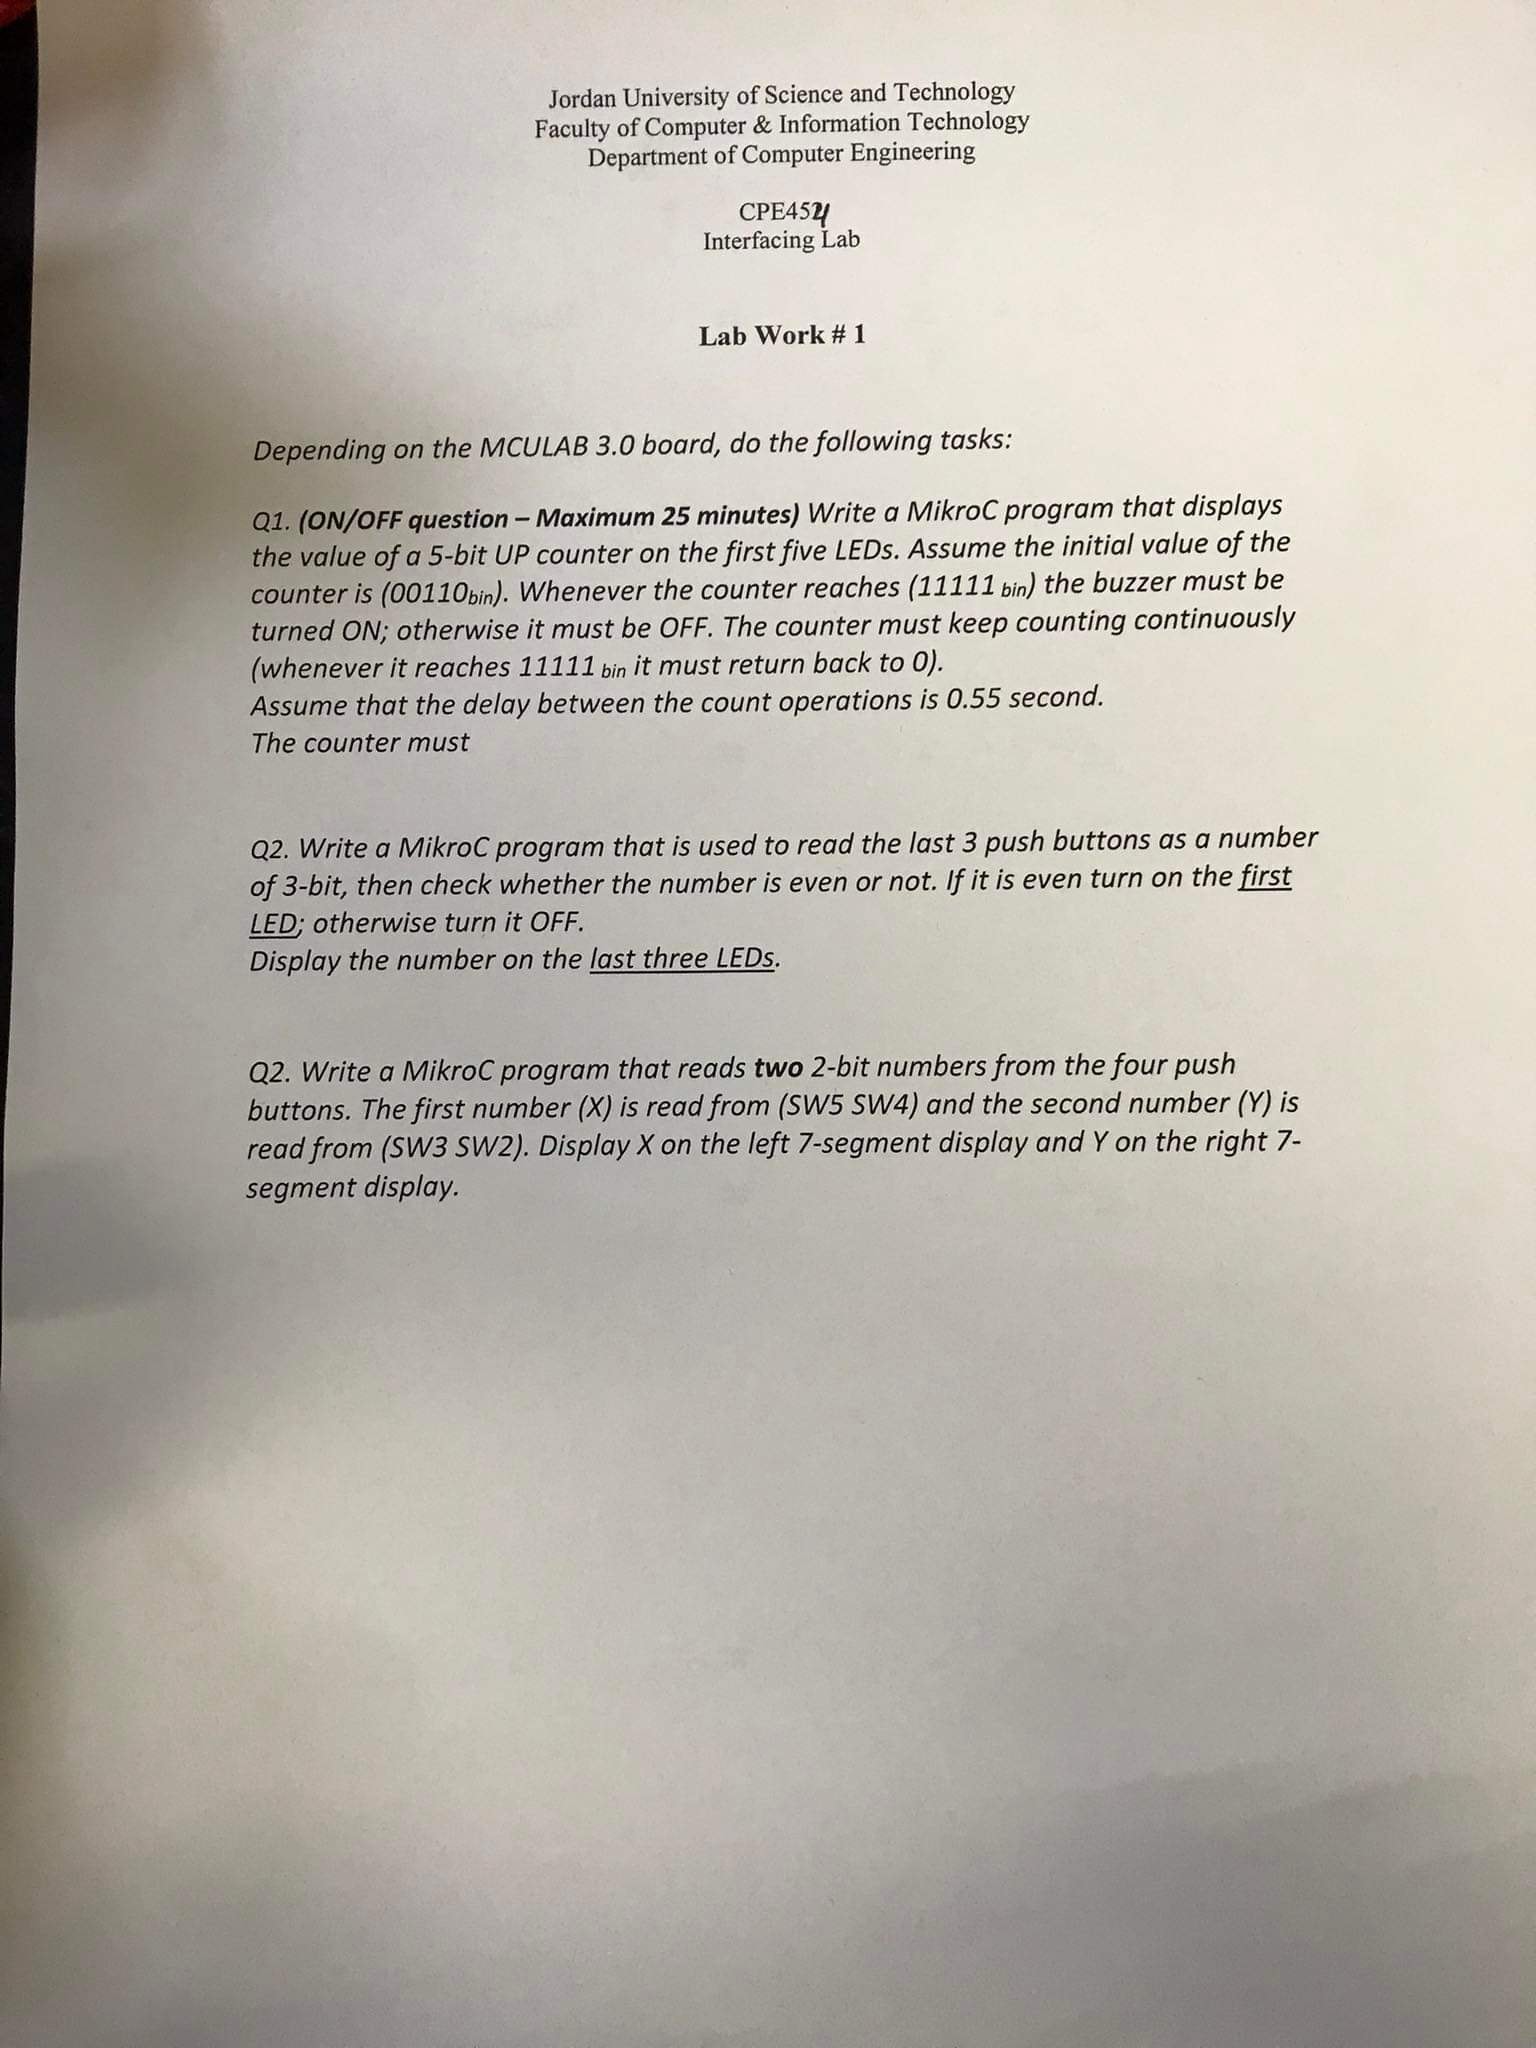 Jordan University of Science and Technology
Faculty of Computer & Information Technology
Department of Computer Engineering
CPE454
Interfacing Lab
Lab Work # 1
Depending on the MCULAB 3.0 board, do the following tasks:
Q1. (ON/OFF question – Maximum 25 minutes) Write a MikroC program that displays
the value of a 5-bit UP counter on the first five LEDs. Assume the initial value of the
counter is (00110bin). Whenever the counter reaches (11111 bin) the buzzer must be
turned ON; otherwise it must be OFF. The counter must keep counting continuously
(whenever it reaches 11111 bin it must return back to 0).
Assume that the delay between the count operations is 0.55 second.
The counter must
Q2. Write a MikroC program that is used to read the last 3 push buttons as a number
of 3-bit, then check whether the number is even or not. If it is even turn on the first
LED; otherwise turn it OFF.
Display the number on the last three LEDs.
Q2. Write a MikroC program that reads two 2-bit numbers from the four push
buttons. The first number (X) is read from (SW5 SW4) and the second number (Y) is
read from (SW3 SW2). Display X on the left 7-segment display and Y on the right 7-
segment display.